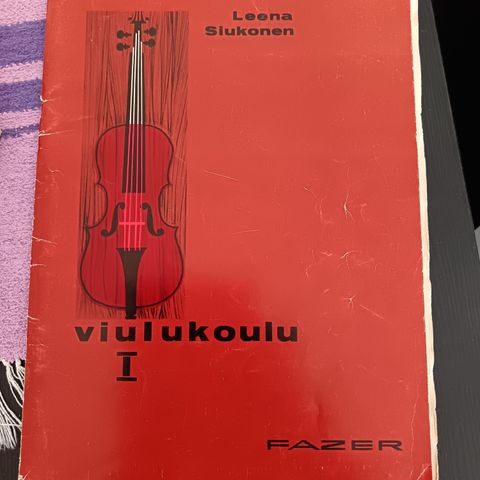 Leena
Siukonen
viulukoulu
I
FAZER